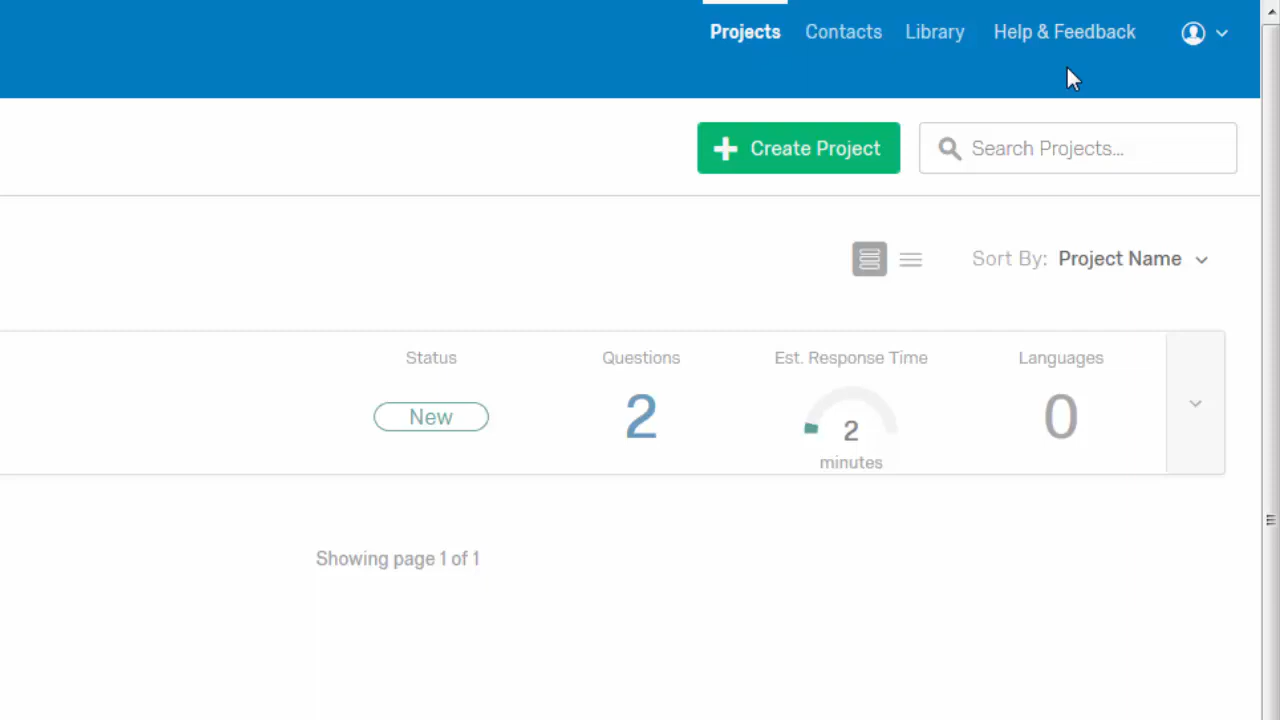 Projects Contacts Library Help & Feedback
Create Project Search Projects...
Sort By: Project Name
Status Questions Est. Response Time Languages
New 2 2 0
minutes
Showing page 1 of 1